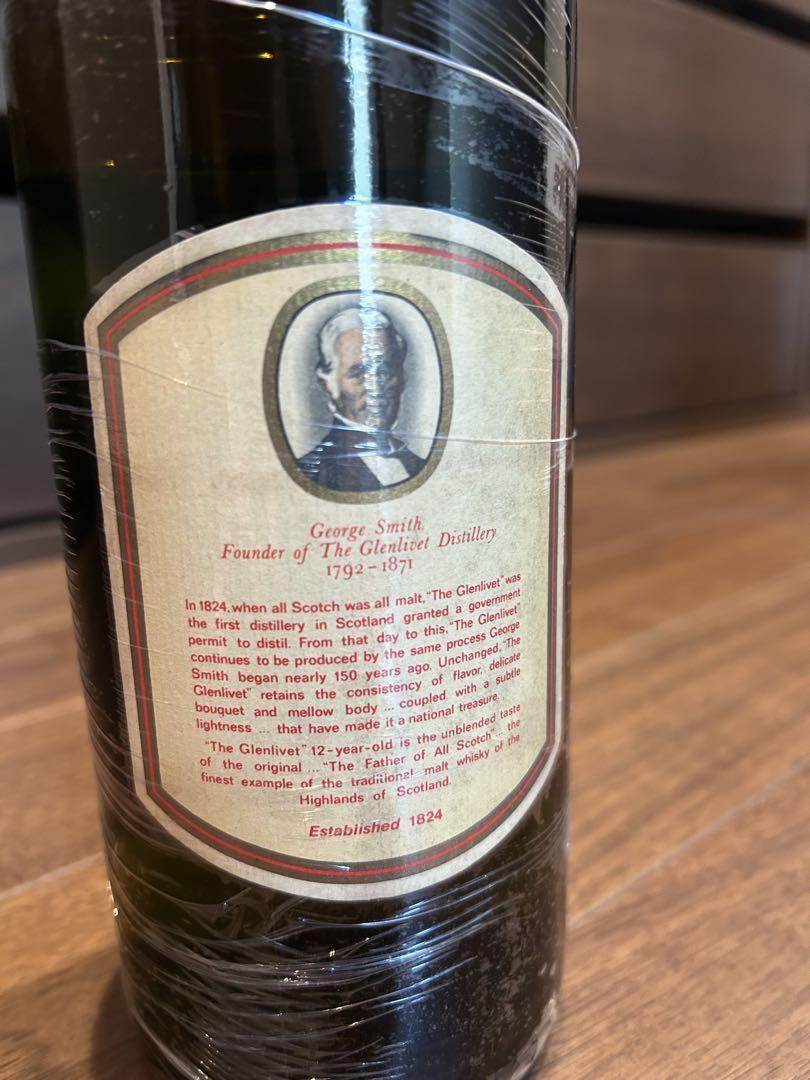 George Smith
Founder of The Glenlivet Distillery
1792-1871
In 1824, when all Scotch was all malt, "The Glenlivet" was
the first distillery in Scotland granted a government
permit to distil. From that day to this, "The Glenlivet"
continues to be produced by the same process George
Smith began nearly 150 years ago. Unchanged, "The
Glenlivet" retains the consistency of flavor, delicate
bouquet and mellow body ... coupled with a subtle
lightness ... that have made it a national treasure.
"The Glenlivet" 12-year-old is the unblended taste
of the original ... "The Father of All Scotch" ... the
finest example of the traditional malt whisky of the
Highlands of Scotland.
Established 1824